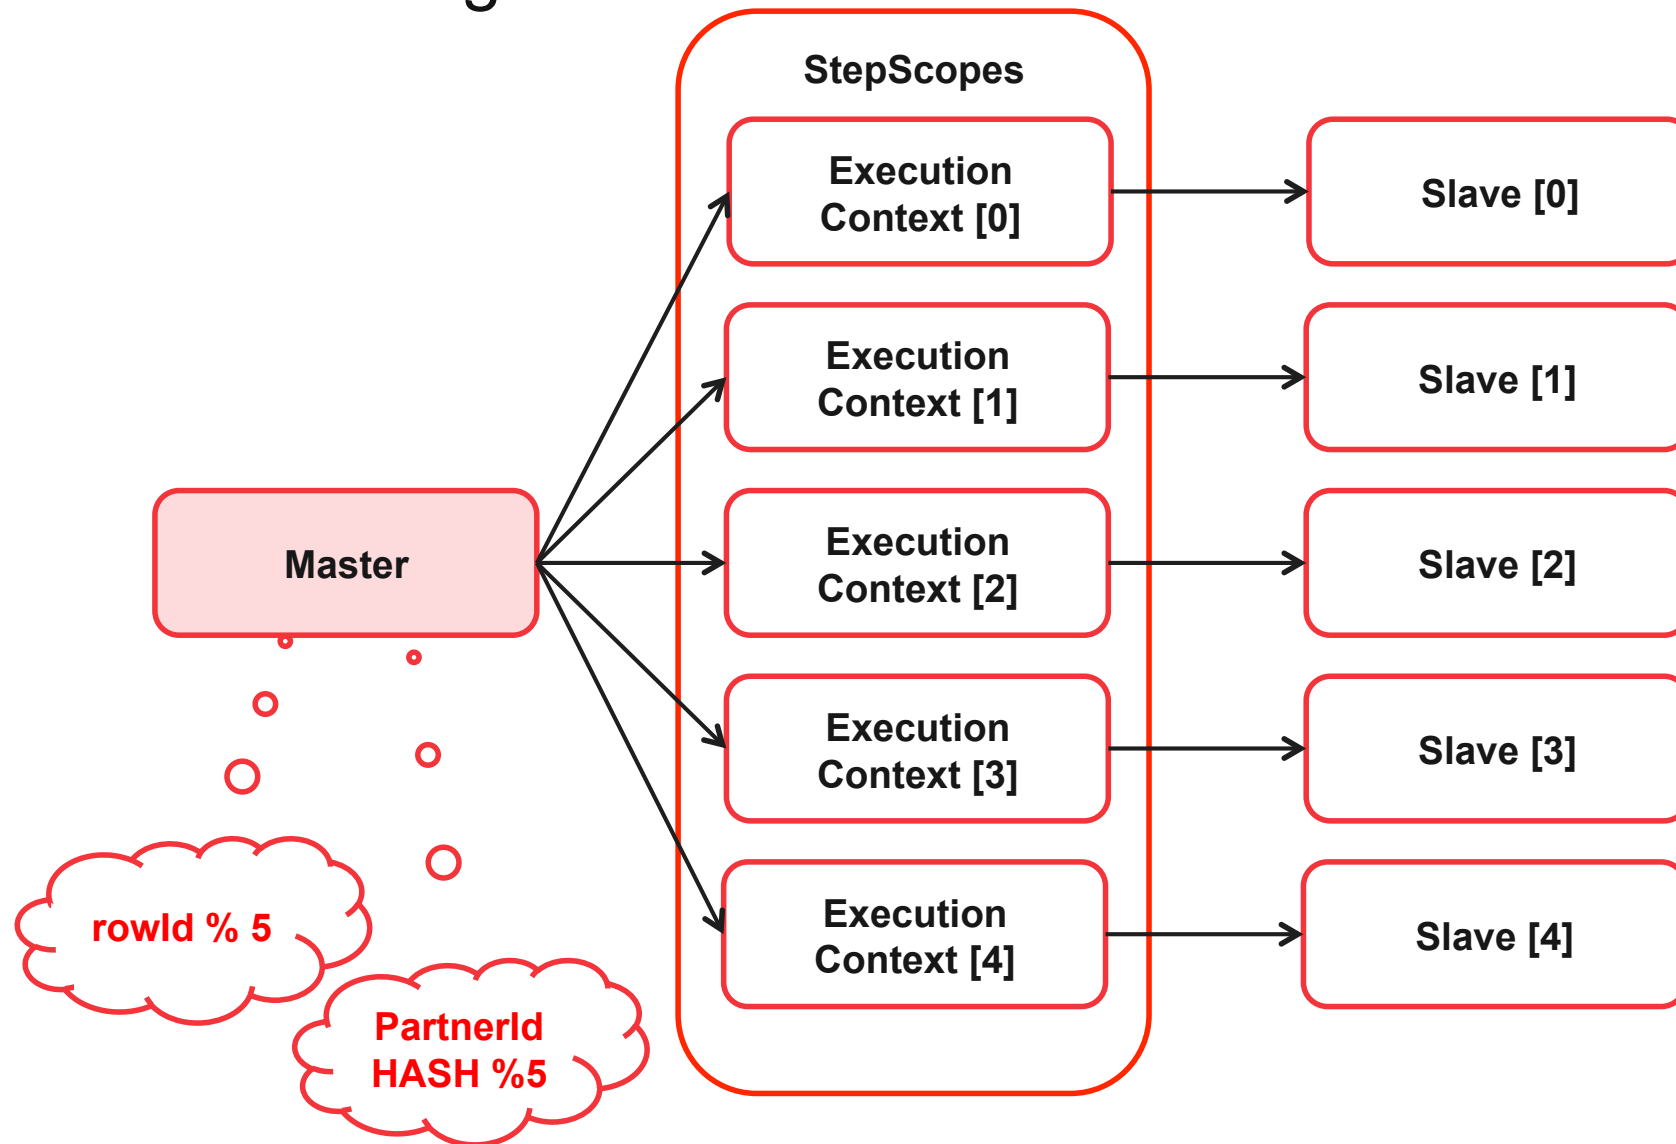 StepScopes
Execution
Context [0]
Slave [0]
Execution
Context [1]
Slave [1]
Master
Execution
Context [2]
Slave [2]
Execution
Context [3]
Slave [3]
Execution
Context [4]
Slave [4]
rowId % 5
PartnerId
HASH %5